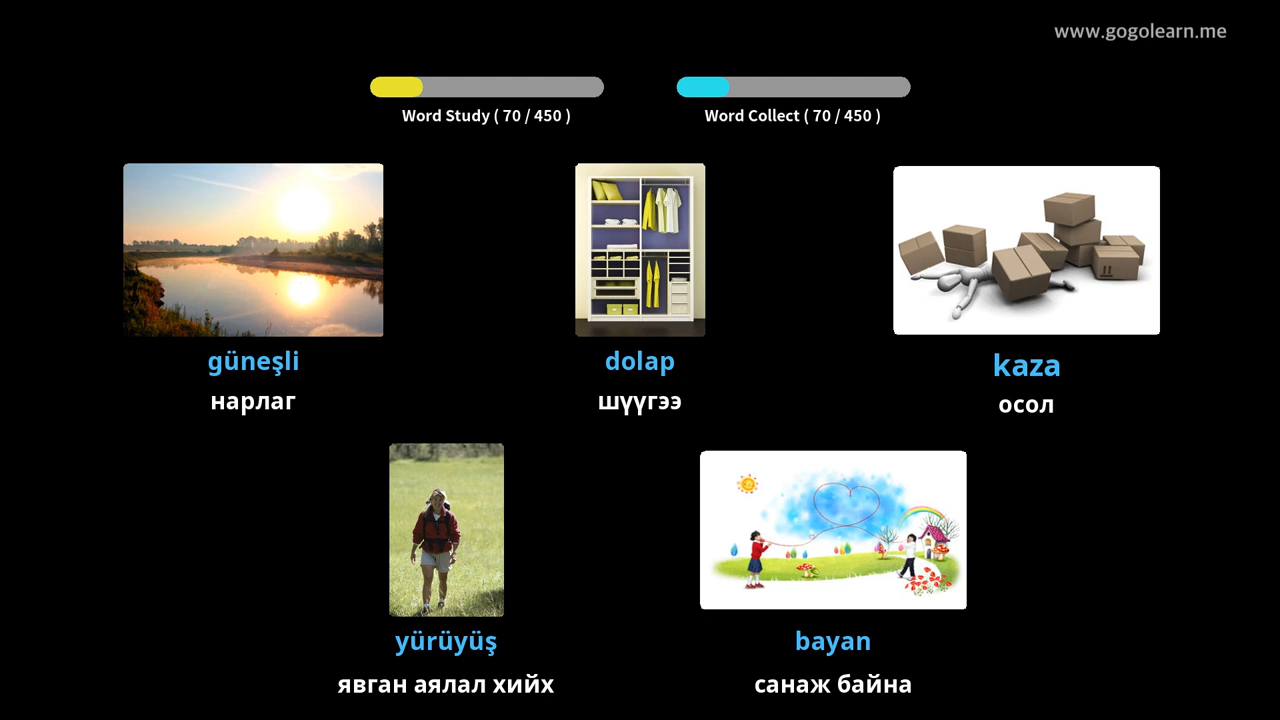 www.gogolearn.me
Word Study ( 70 / 450 )
Word Collect ( 70 / 450 )
güneşli
нарлаг
dolap
шүүгээ
kaza
осол
yürüyüş
явган аялал хийх
bayan
санаж байна